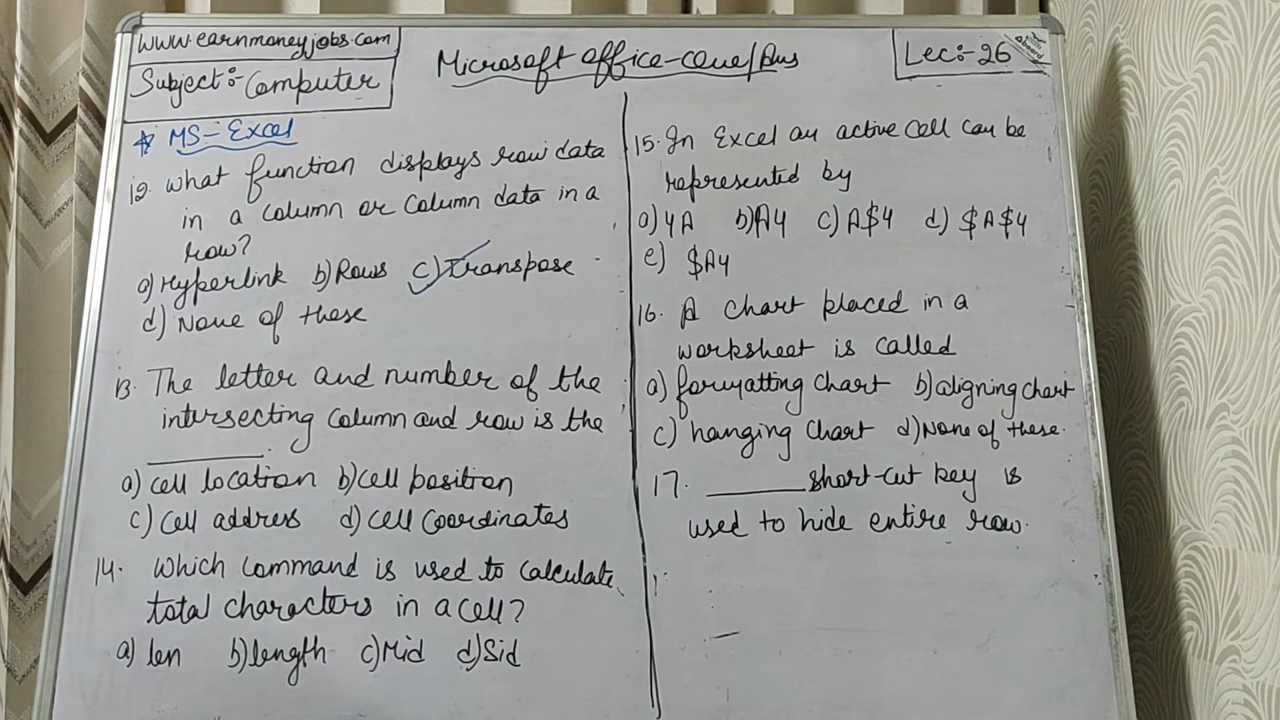 www.earnmoneyjobs.com
Subject:- Computer
Microsoft Office-
Lec:- 26
MS-Excel
12. What function displays row data
in a column or column data in a
row?
a) Hyperlink b) Rows c) Transpose
d) None of these
13. The letter and number of the
intersecting column and row is the
________.
a) cell location b) cell position
c) cell address d) cell coordinates
14. Which command is used to calculate
total characters in a cell?
a) len b) length c) Mid d) Sid
15. In Excel an active cell can be
represented by
a) 4A b) A4 c) A$4 d) $A$4
e) $A4
16. A chart placed in a
worksheet is called
a) formatting chart b) aligning chart
c) hanging chart d) None of these.
17. ________ short-cut key is
used to hide entire row.